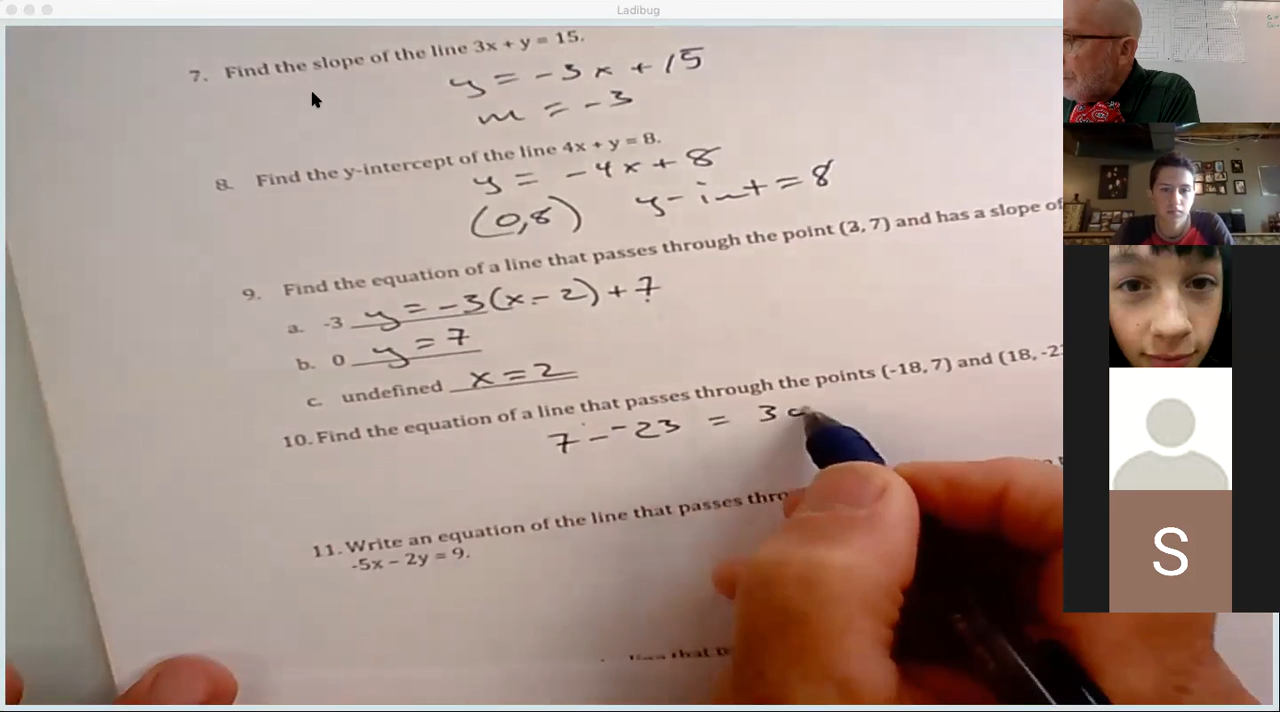 Ladibug
7. Find the slope of the line 3x + y = 15.
y = -3x + 15
m = -3
8. Find the y-intercept of the line 4x + y = 8.
y = -4x + 8
(0,8) y-int = 8
9. Find the equation of a line that passes through the point (2, 7) and has a slope of
a. -3 y = -3(x-2)+7
b. 0 y = 7
c. undefined x = 2
10. Find the equation of a line that passes through the points (-18, 7) and (18, -2
7 - -23 = 30
11. Write an equation of the line that passes thro
-5x - 2y = 9.
line that
S